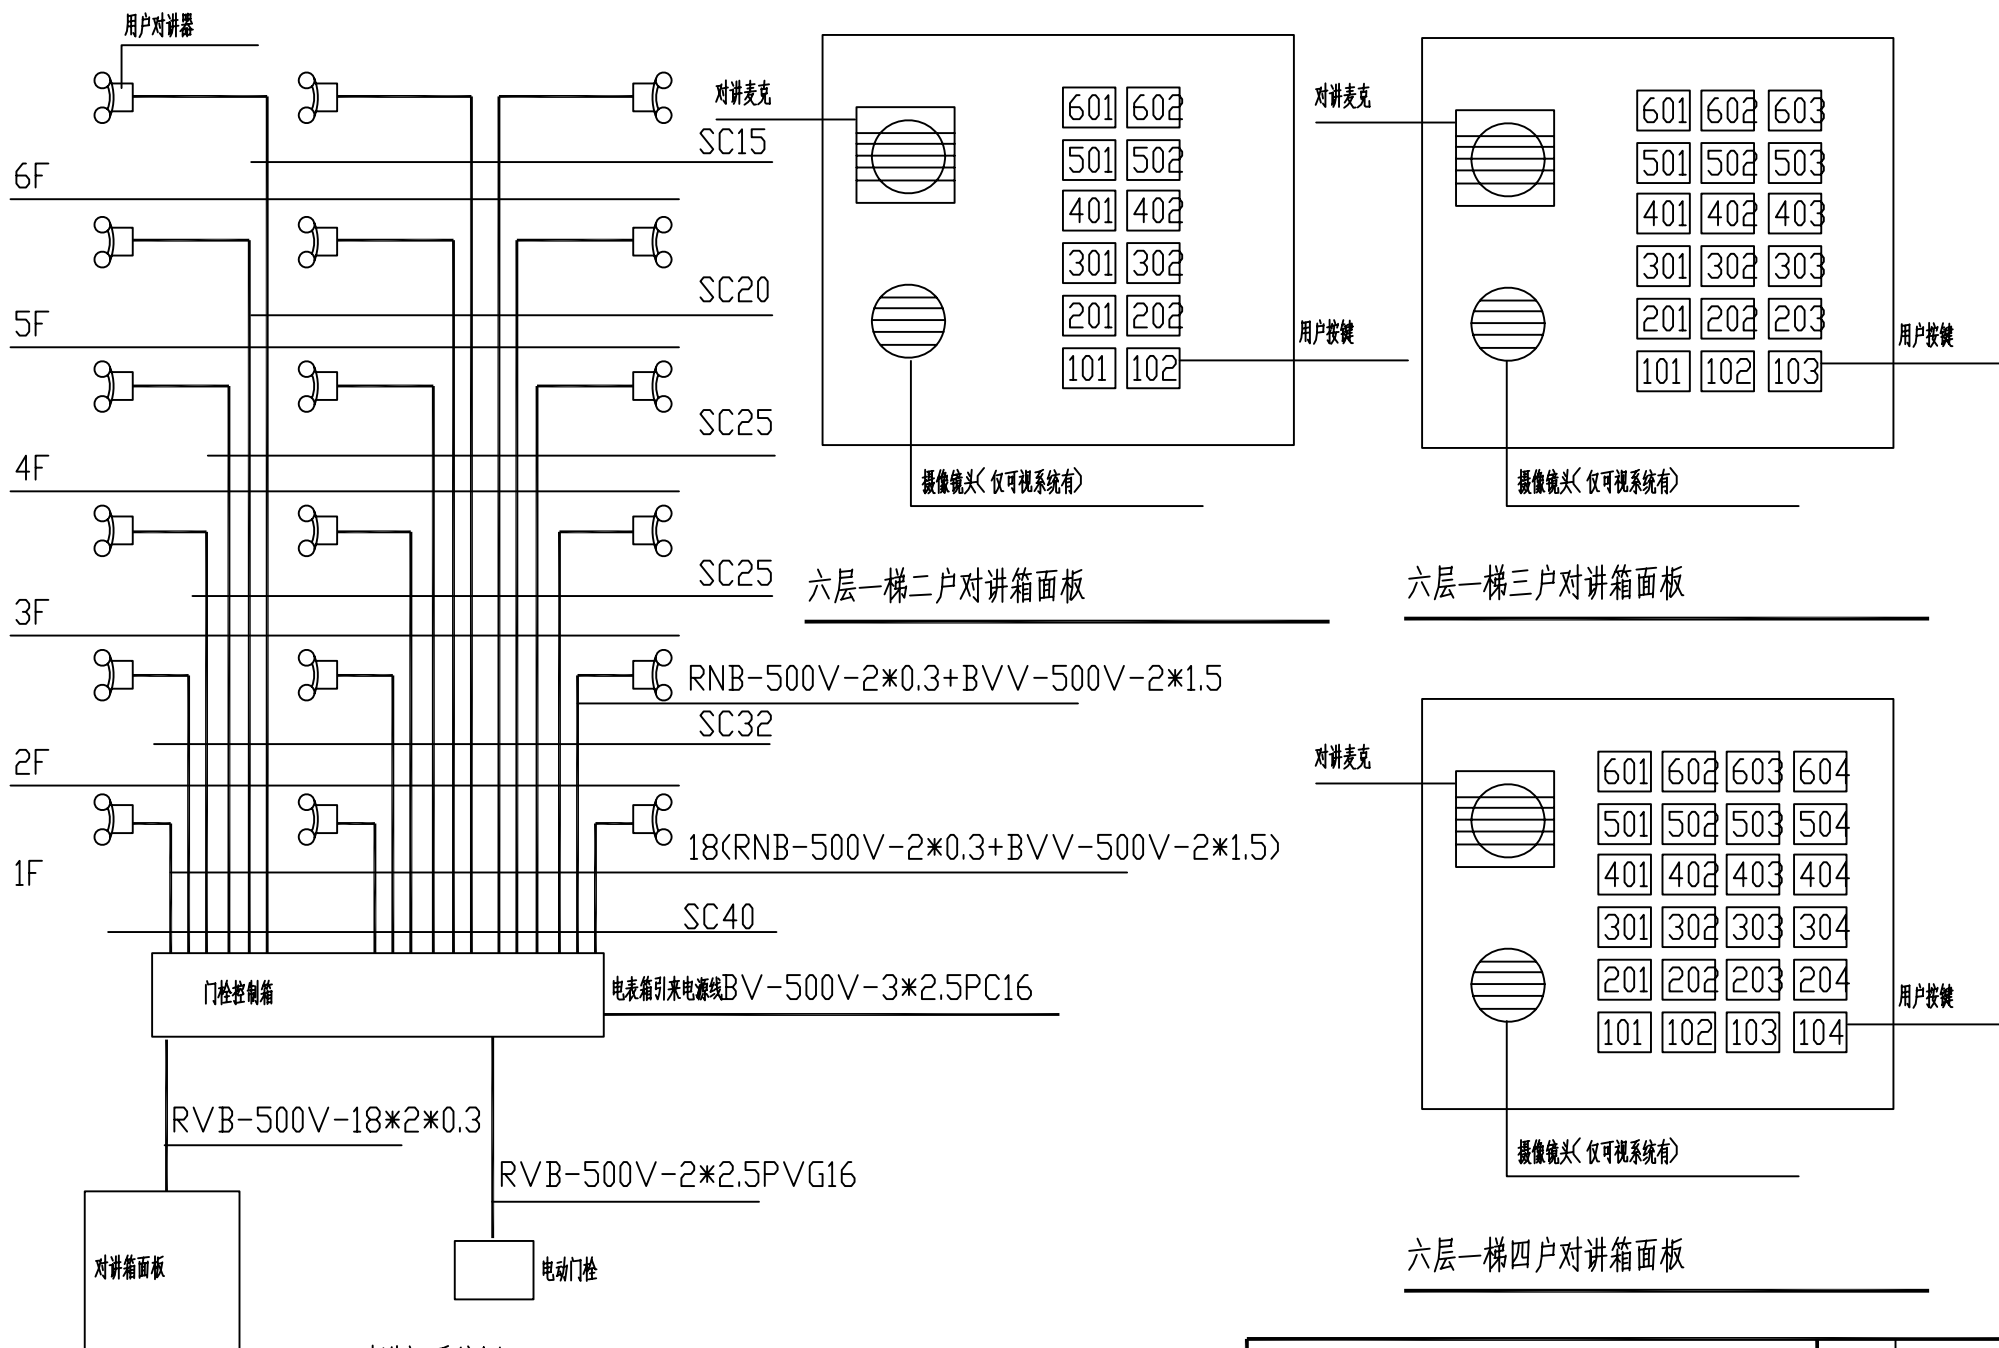 用户对讲器
6F
SC15
5F
SC20
4F
SC25
3F
SC25
RNB-500V-2*0.3+BVV-500V-2*1.5
2F
SC32
1F
18(RNB-500V-2*0.3+BVV-500V-2*1.5)
SC40
门栓控制箱
电表箱引来电源线BV-500V-3*2.5PC16
RVB-500V-18*2*0.3
RVB-500V-2*2.5PVG16
对讲箱面板
电动门栓
对讲麦克
601 602
501 502
401 402
301 302
201 202
101 102
用户按键
摄像镜头(仅可视系统有)
六层一梯二户对讲箱面板
对讲麦克
601 602 603
501 502 503
401 402 403
301 302 303
201 202 203
101 102 103
用户按键
摄像镜头(仅可视系统有)
六层一梯三户对讲箱面板
对讲麦克
601 602 603 604
501 502 503 504
401 402 403 404
301 302 303 304
201 202 203 204
101 102 103 104
用户按键
摄像镜头(仅可视系统有)
六层一梯四户对讲箱面板